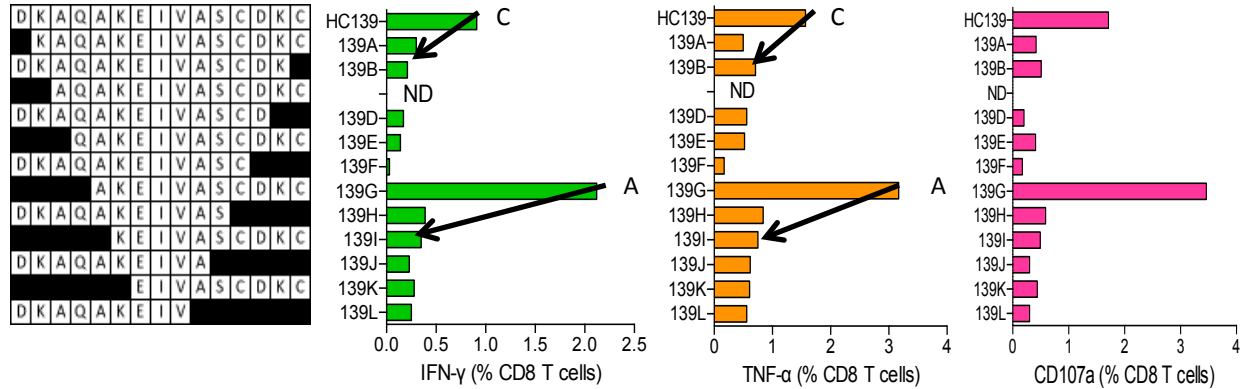 D K A Q A K E I V A S C D K C
K A Q A K E I V A S C D K C
D K A Q A K E I V A S C D K
A Q A K E I V A S C D K C
D K A Q A K E I V A S C D
Q A K E I V A S C D K C
D K A Q A K E I V A S C
A K E I V A S C D K C
D K A Q A K E I V A S
K E I V A S C D K C
D K A Q A K E I V A
E I V A S C D K C
D K A Q A K E I V
HC139 C
139A
139B
ND
139D
139E
139F
139G A
139H
139I
139J
139K
139L
0.0 0.5 1.0 1.5 2.0 2.5
IFN-γ (% CD8 T cells)
HC139 C
139A
139B
ND
139D
139E
139F
139G A
139H
139I
139J
139K
139L
0 1 2 3 4
TNF-α (% CD8 T cells)
HC139
139A
139B
ND
139D
139E
139F
139G
139H
139I
139J
139K
139L
0 1 2 3 4
CD107a (% CD8 T cells)